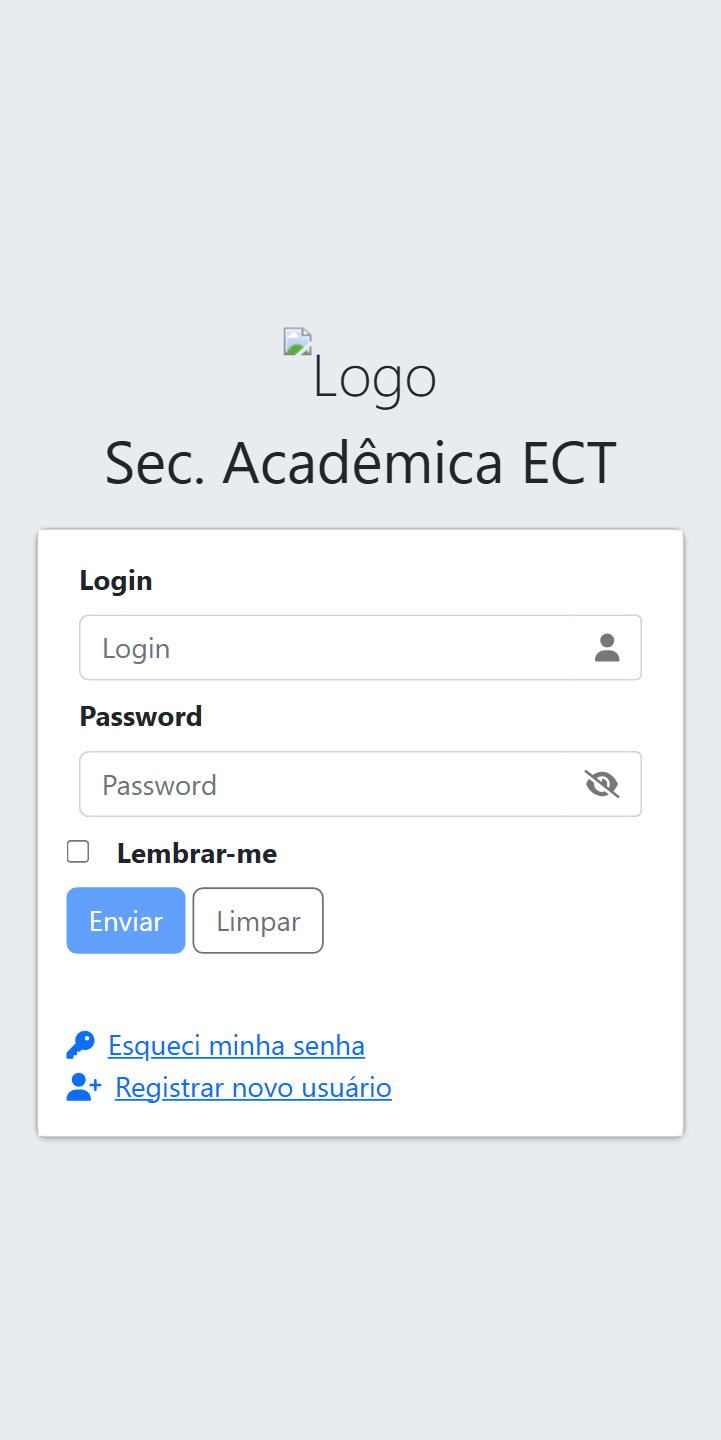 Logo
Sec. Acadêmica ECT
Login
Login
Password
Password
Lembrar-me
Enviar Limpar
Esqueci minha senha
Registrar novo usuário